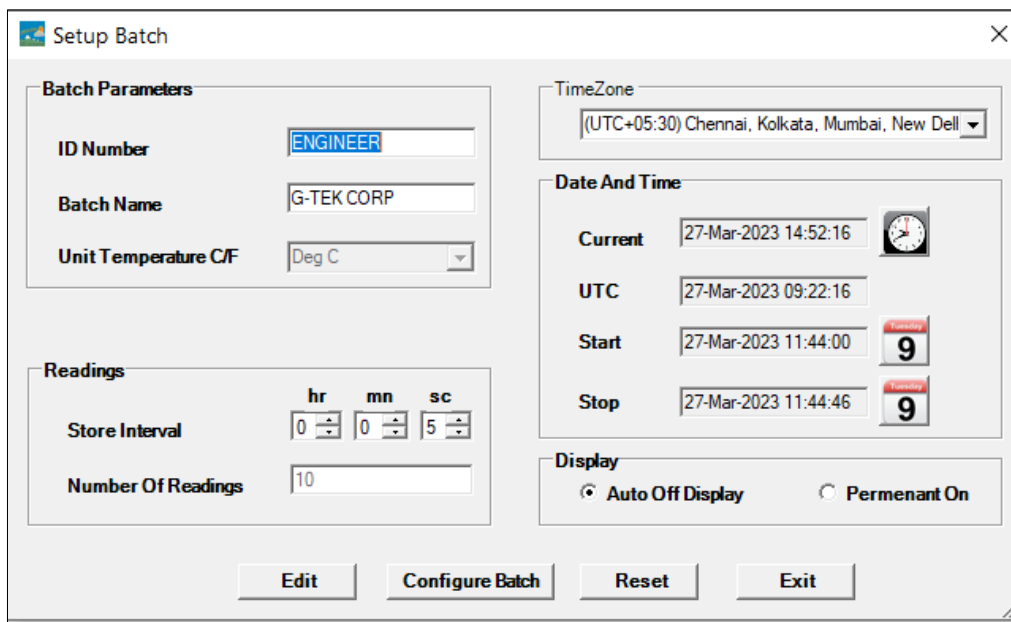 Setup Batch
Batch Parameters
ID Number ENGINEER
Batch Name G-TEK CORP
Unit Temperature C/F Deg C
Readings
hr mn sc
Store Interval 0 0 5
Number Of Readings 10
TimeZone
(UTC+05:30) Chennai, Kolkata, Mumbai, New Dell
Date And Time
Current 27-Mar-2023 14:52:16
UTC 27-Mar-2023 09:22:16
Start 27-Mar-2023 11:44:00
Tuesday
9
Stop 27-Mar-2023 11:44:46
Tuesday
9
Display
Auto Off Display Permenant On
Edit Configure Batch Reset Exit